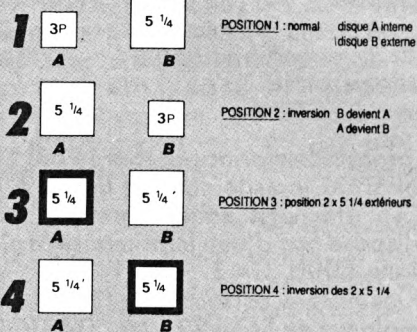 1 3P 5 1/4 POSITION 1 : normal disque A interne
disque B externe
A B
2 5 1/4 3P POSITION 2 : inversion B devient A
A devient B
A B
3 5 1/4 5 1/4' POSITION 3 : position 2 x 5 1/4 extérieurs
A B
4 5 1/4' 5 1/4 POSITION 4 : inversion des 2 x 5 1/4
A B